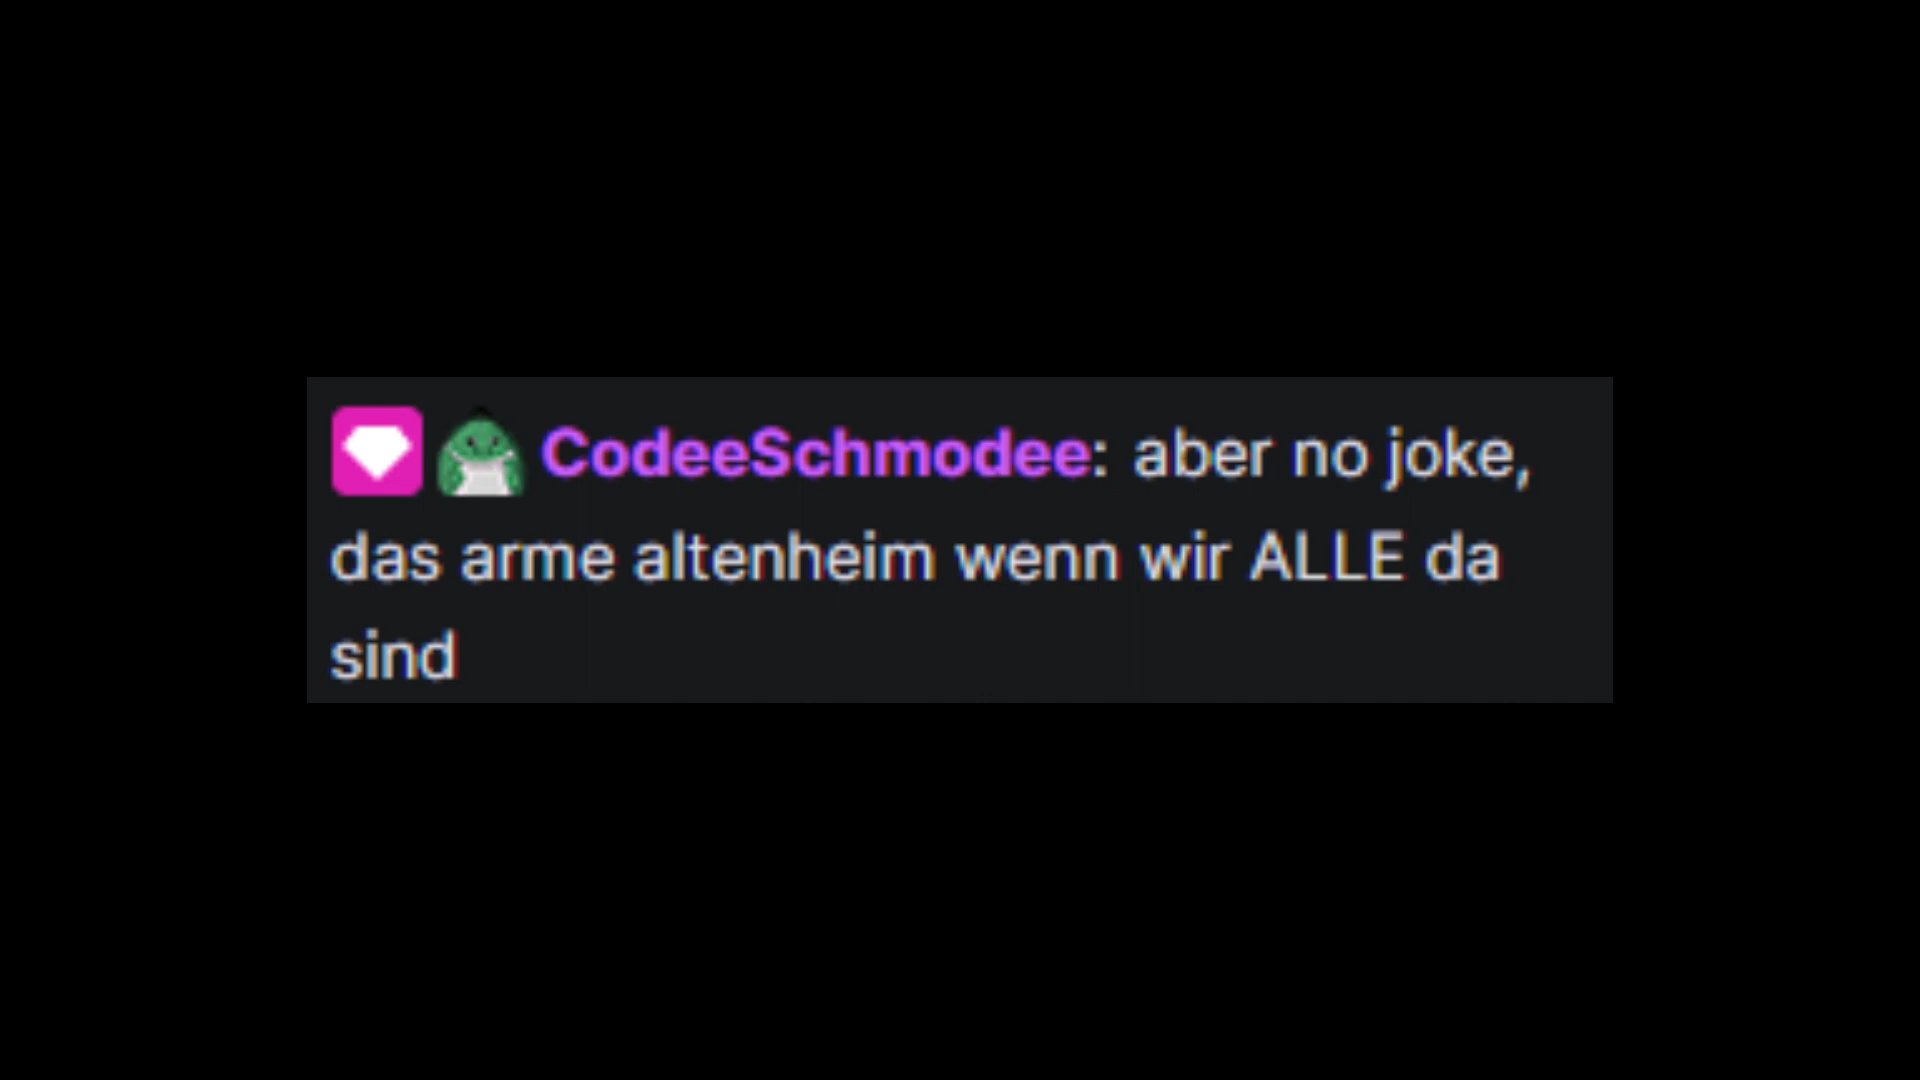 CodeeSchmodee: aber no joke,
das arme altenheim wenn wir ALLE da
sind